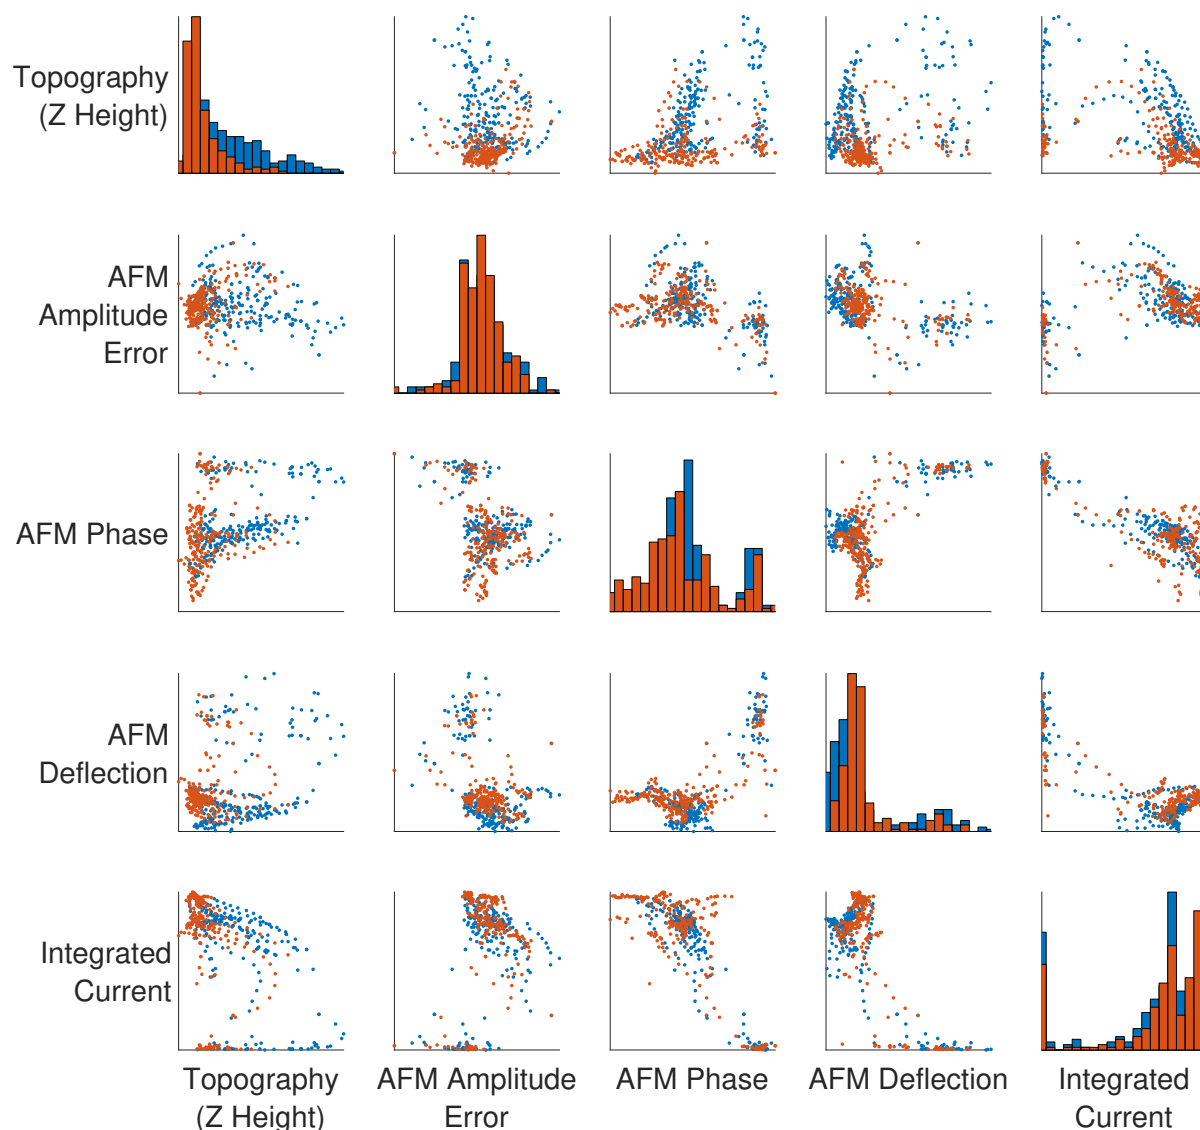 Topography
(Z Height)
AFM
Amplitude
Error
AFM Phase
AFM
Deflection
Integrated
Current
Topography
(Z Height)
AFM Amplitude
Error
AFM Phase
AFM Deflection
Integrated
Current